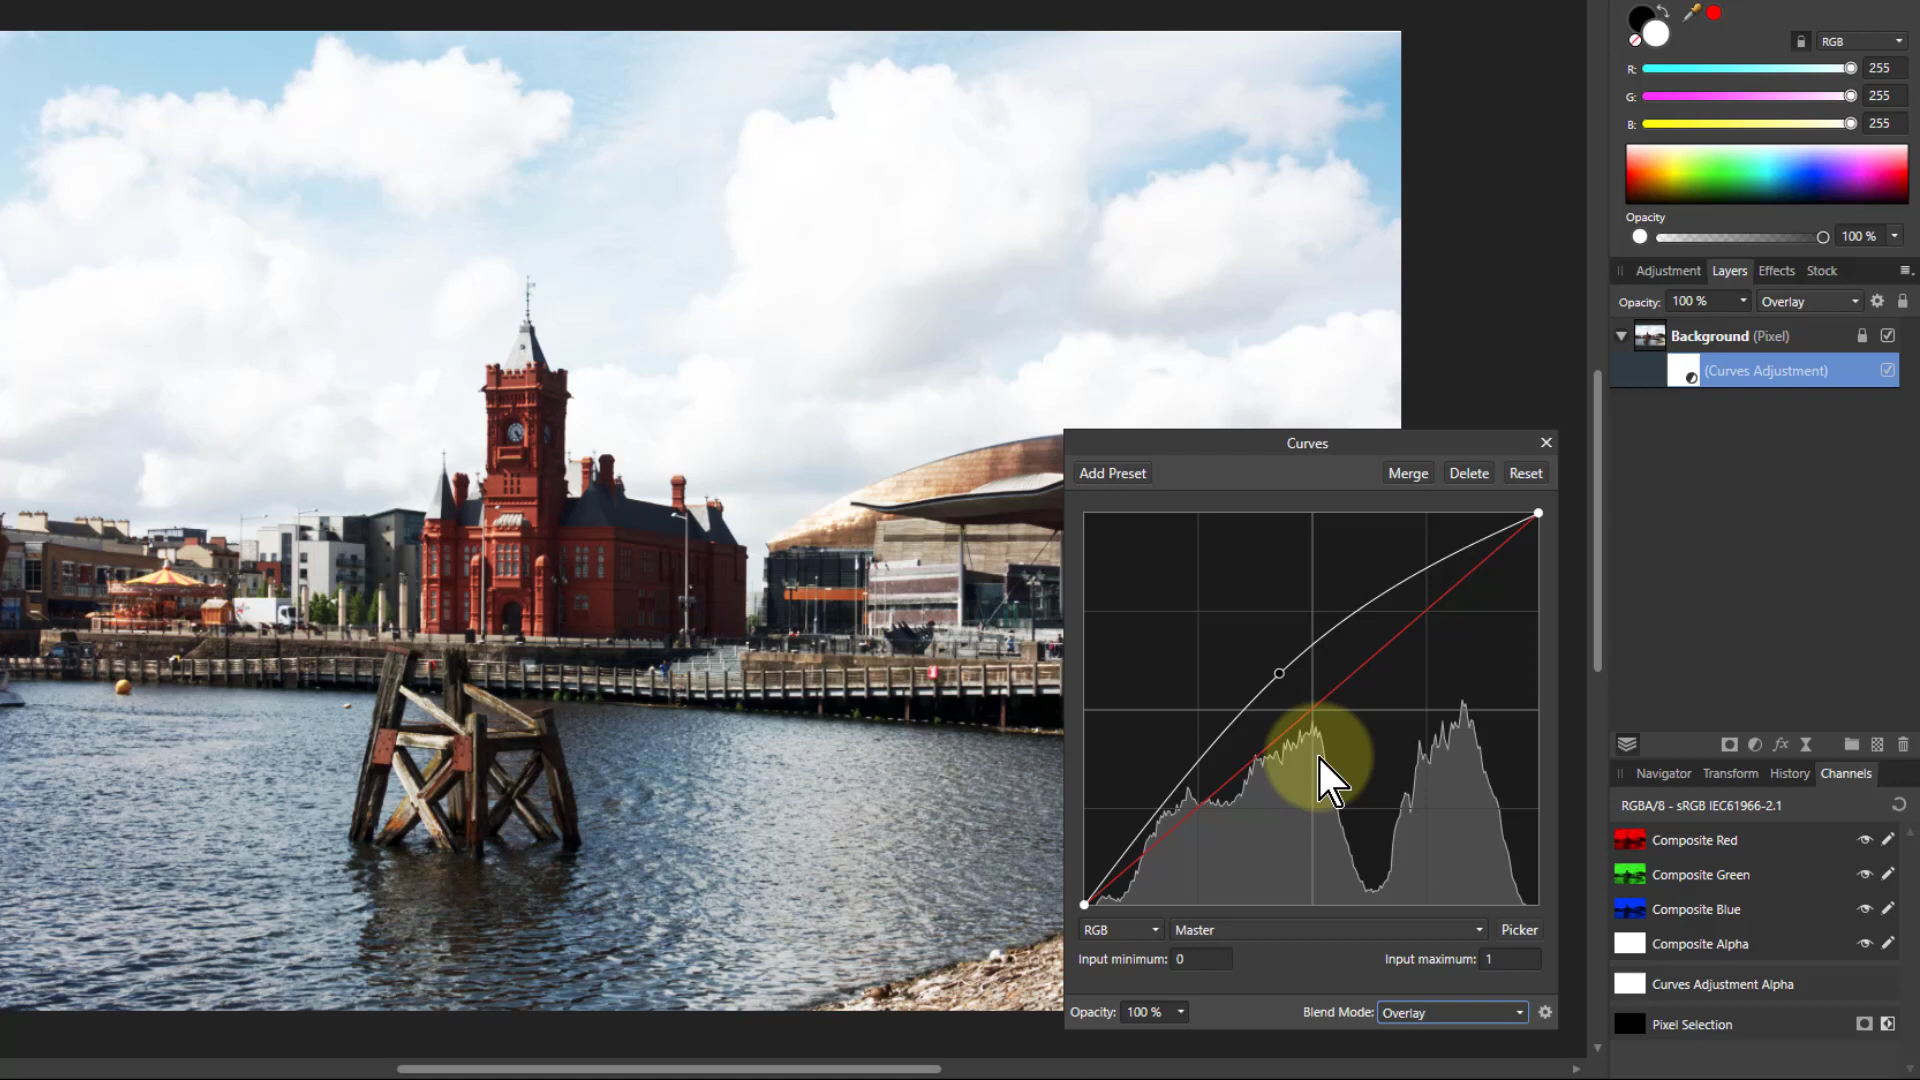 RGB
R: 255
G: 255
B: 255
Opacity
100 %
Adjustment Layers Effects Stock
Opacity: 100 % Overlay
Background (Pixel)
(Curves Adjustment)
Curves
Add Preset Merge Delete Reset
RGB Master Picker
Input minimum: 0 Input maximum: 1
Opacity: 100 % Blend Mode: Overlay
Navigator Transform History Channels
RGBA/8 - sRGB IEC61966-2.1
Composite Red
Composite Green
Composite Blue
Composite Alpha
Curves Adjustment Alpha
Pixel Selection